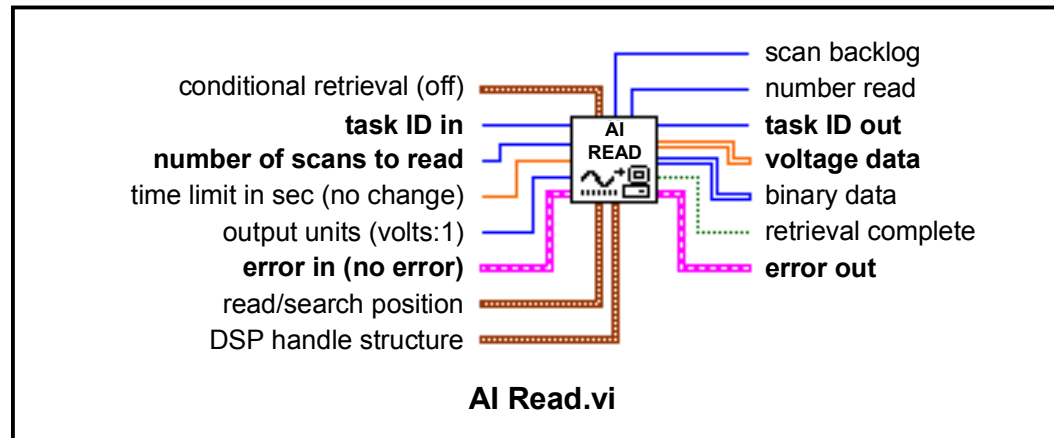 conditional retrieval (off)
task ID in
number of scans to read
time limit in sec (no change)
output units (volts:1)
error in (no error)
read/search position
DSP handle structure
AI
READ
scan backlog
number read
task ID out
voltage data
binary data
retrieval complete
error out
AI Read.vi